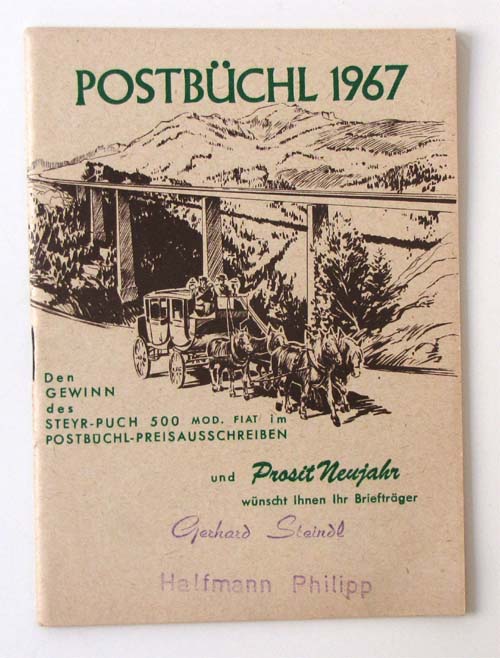 POSTBÜCHL 1967
Den
GEWINN
des
STEYR-PUCH 500 MOD. FIAT im
POSTBÜCHL-PREISAUSSCHREIBEN
und Prosit Neujahr
wünscht Ihnen Ihr Briefträger
Gerhard Steindl
Halfmann Philipp